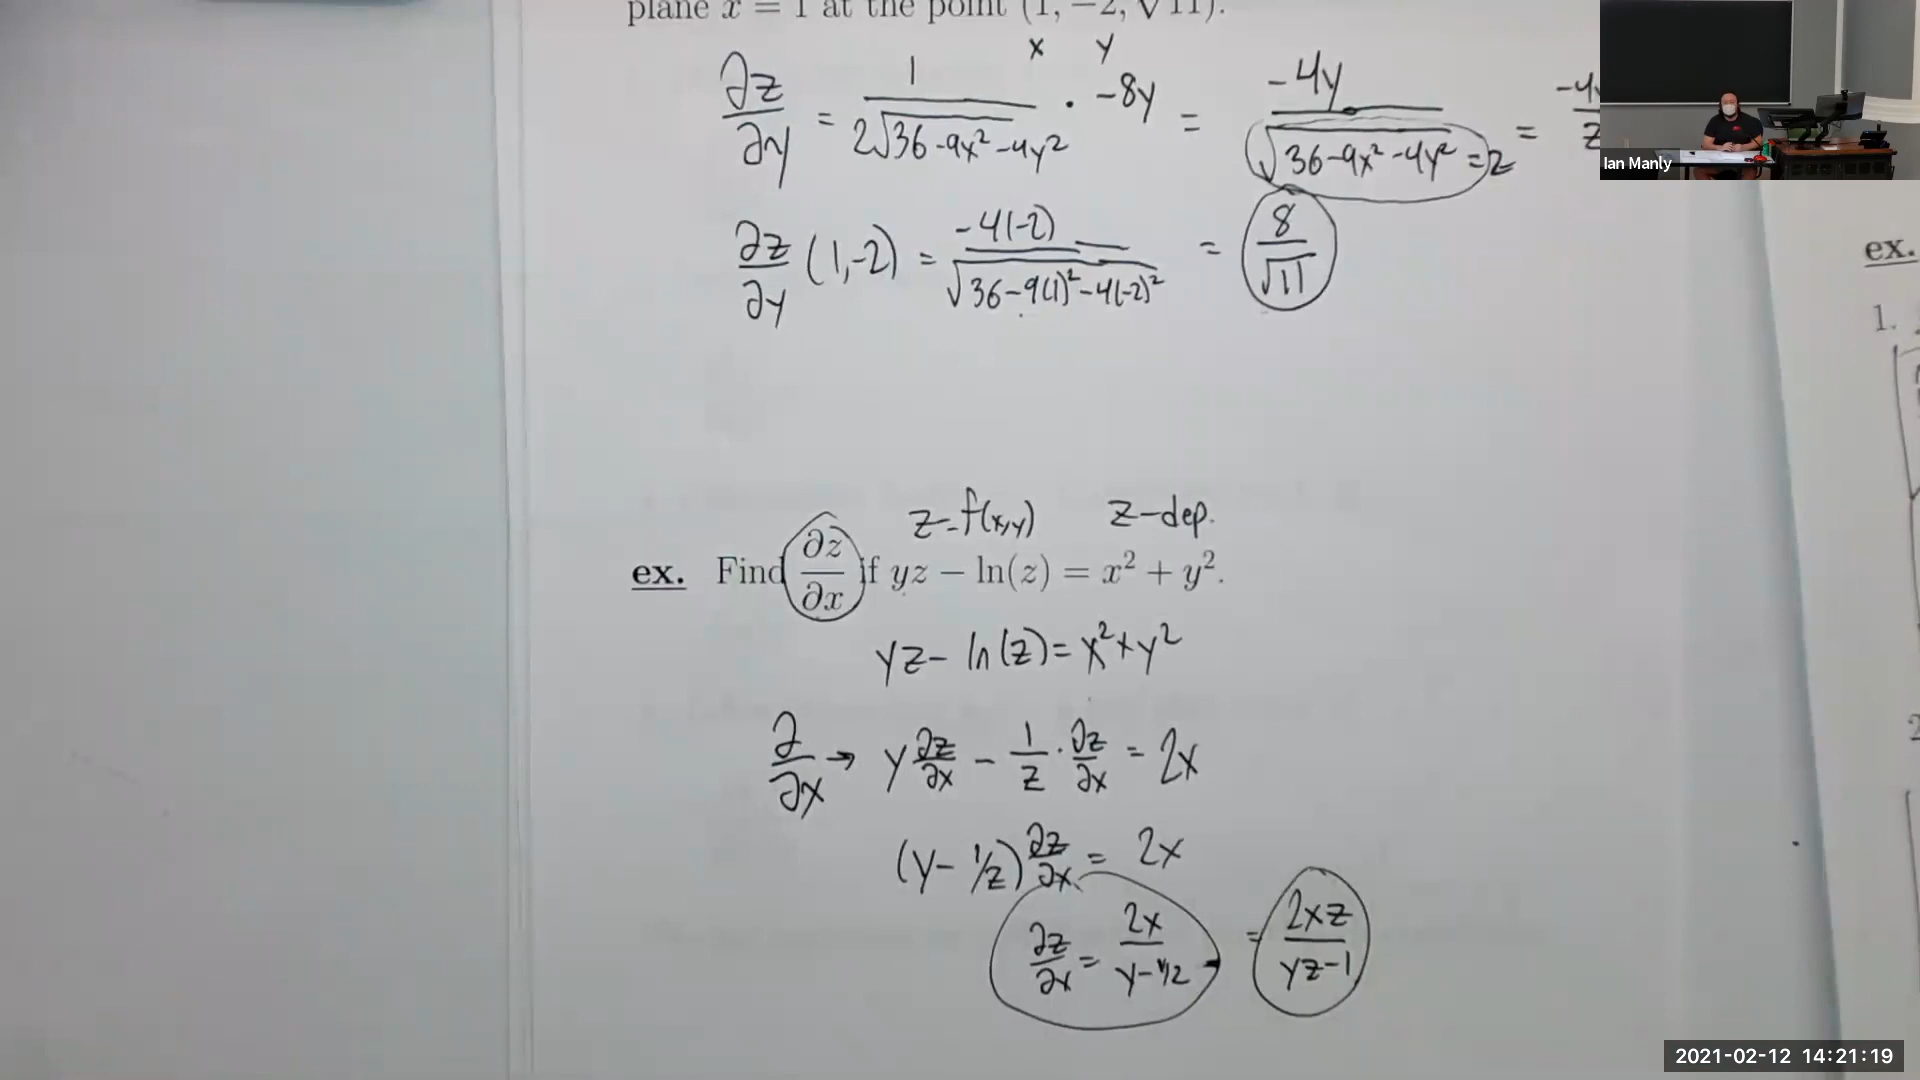 plane x = 1 at the point (1, −2, √11).
x y
∂z/∂y = 1/(2√(36-9x²-4y²)) · -8y = -4y/√(36-9x²-4y²) = z =
∂z/∂y (1,-2) = -4(-2)/√(36-9(1)²-4(-2)²) = 8/√11
z=f(x,y) z-dep.
ex. Find ∂z/∂x if yz − ln(z) = x² + y².
yz- ln(z)= x²+y²
∂/∂x → y ∂z/∂x - 1/z · ∂z/∂x = 2x
(y- 1/z) ∂z/∂x = 2x
∂z/∂x = 2x/(y-1/z) = 2xz/(yz-1)
Ian Manly
ex.
1.
2
2021-02-12 14:21:19